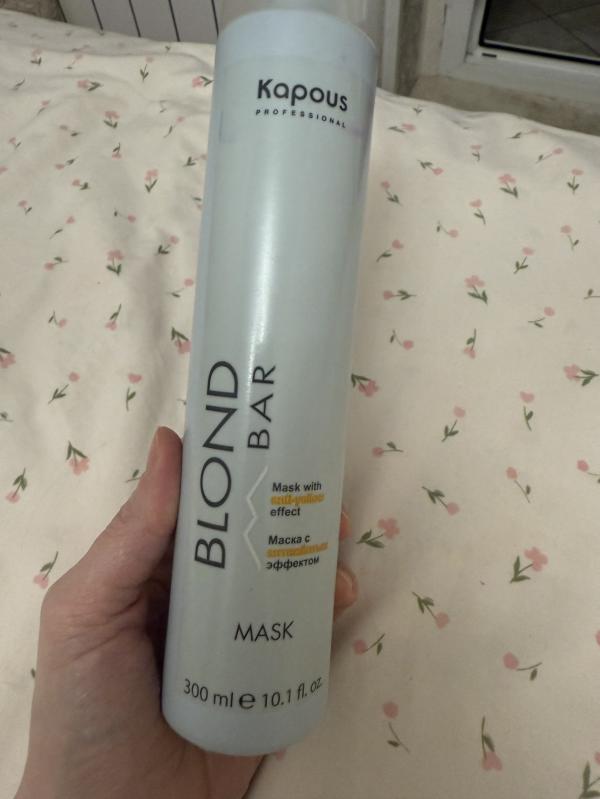 Kapous
PROFESSIONAL
BLOND
BAR
Mask with
anti-yellow
effect
Маска с
антижелтым
эффектом
MASK
300 ml e 10.1 fl. oz.